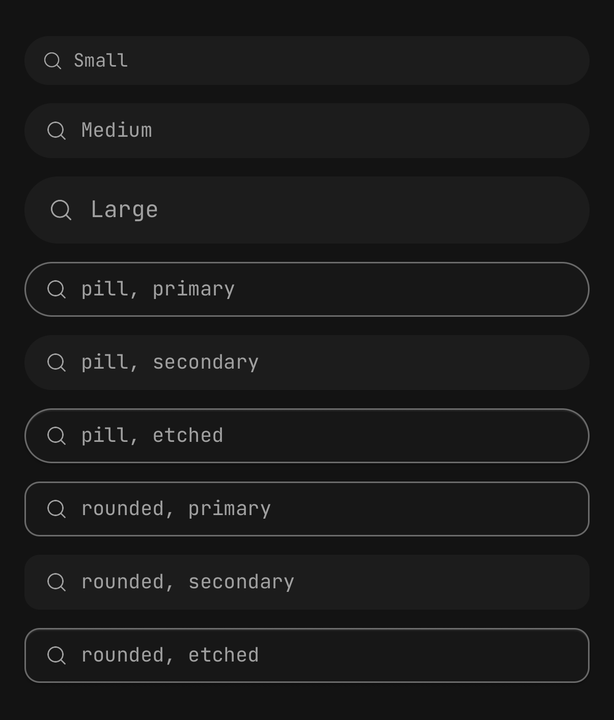 Small
Medium
Large
pill, primary
pill, secondary
pill, etched
rounded, primary
rounded, secondary
rounded, etched